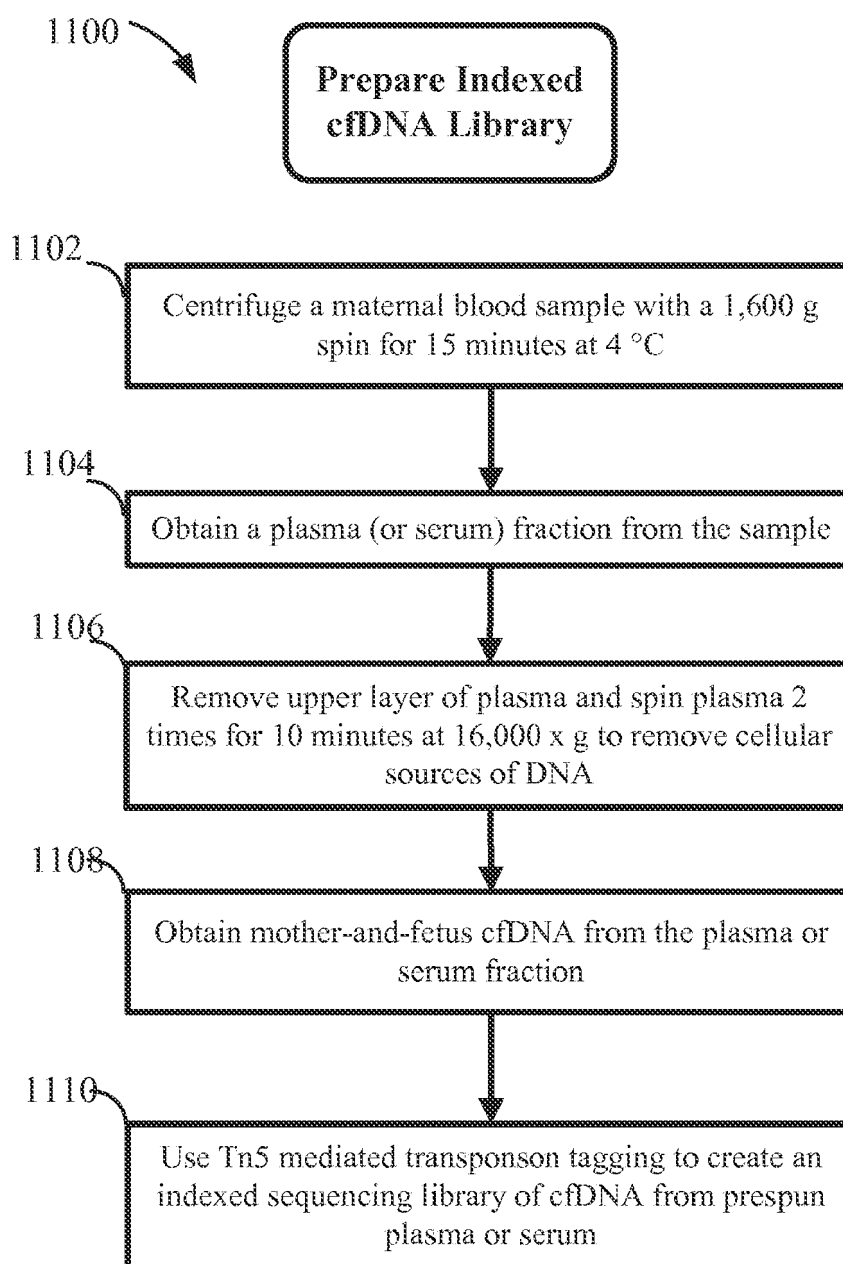 1100
Prepare Indexed
cfDNA Library
1102
Centrifuge a maternal blood sample with a 1,600 g
spin for 15 minutes at 4 °C
1104
Obtain a plasma (or serum) fraction from the sample
1106
Remove upper layer of plasma and spin plasma 2
times for 10 minutes at 16,000 x g to remove cellular
sources of DNA
1108
Obtain mother-and-fetus cfDNA from the plasma or
serum fraction
1110
Use Tn5 mediated transponson tagging to create an
indexed sequencing library of cfDNA from prespun
plasma or serum